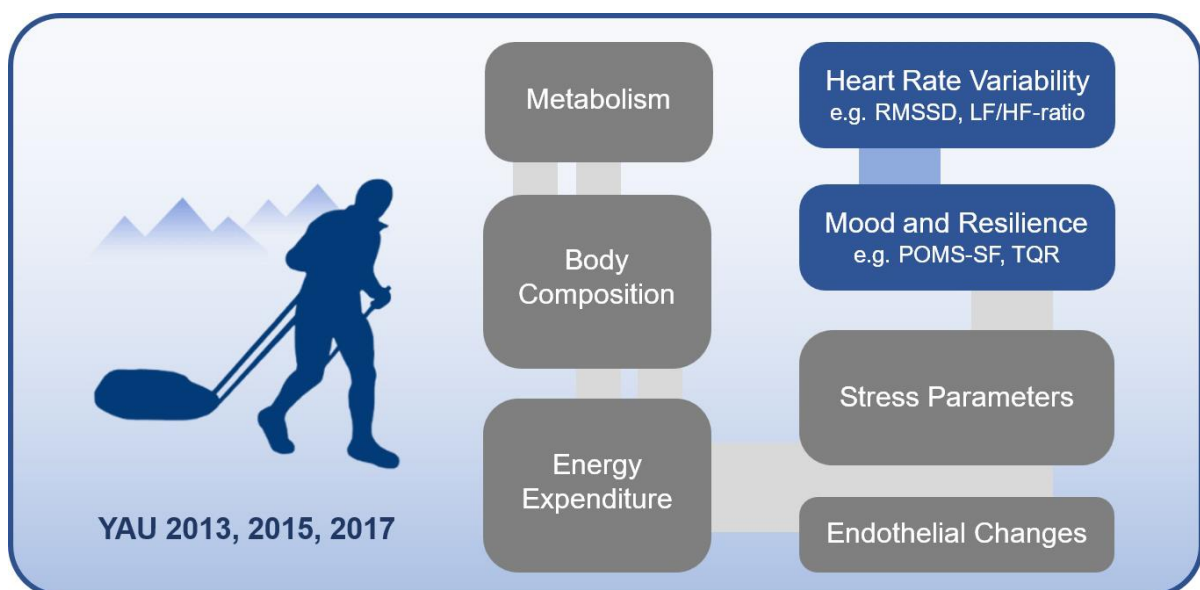 Metabolism
Body
Composition
Energy
Expenditure
Heart Rate Variability
e.g. RMSSD, LF/HF-ratio
Mood and Resilience
e.g. POMS-SF, TQR
Stress Parameters
Endothelial Changes
YAU 2013, 2015, 2017